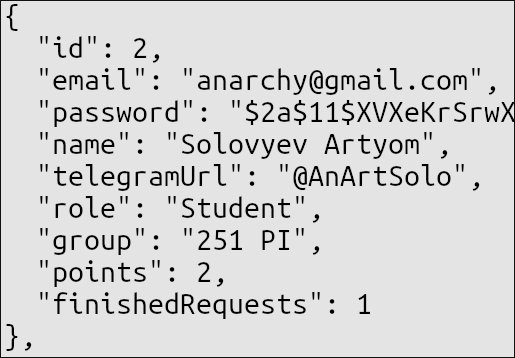 {
"id": 2,
"email": "anarchy@gmail.com",
"password": "$2a$11$XVXeKrSrwX
"name": "Solovyev Artyom",
"telegramUrl": "@AnArtSolo",
"role": "Student",
"group": "251 PI",
"points": 2,
"finishedRequests": 1
},